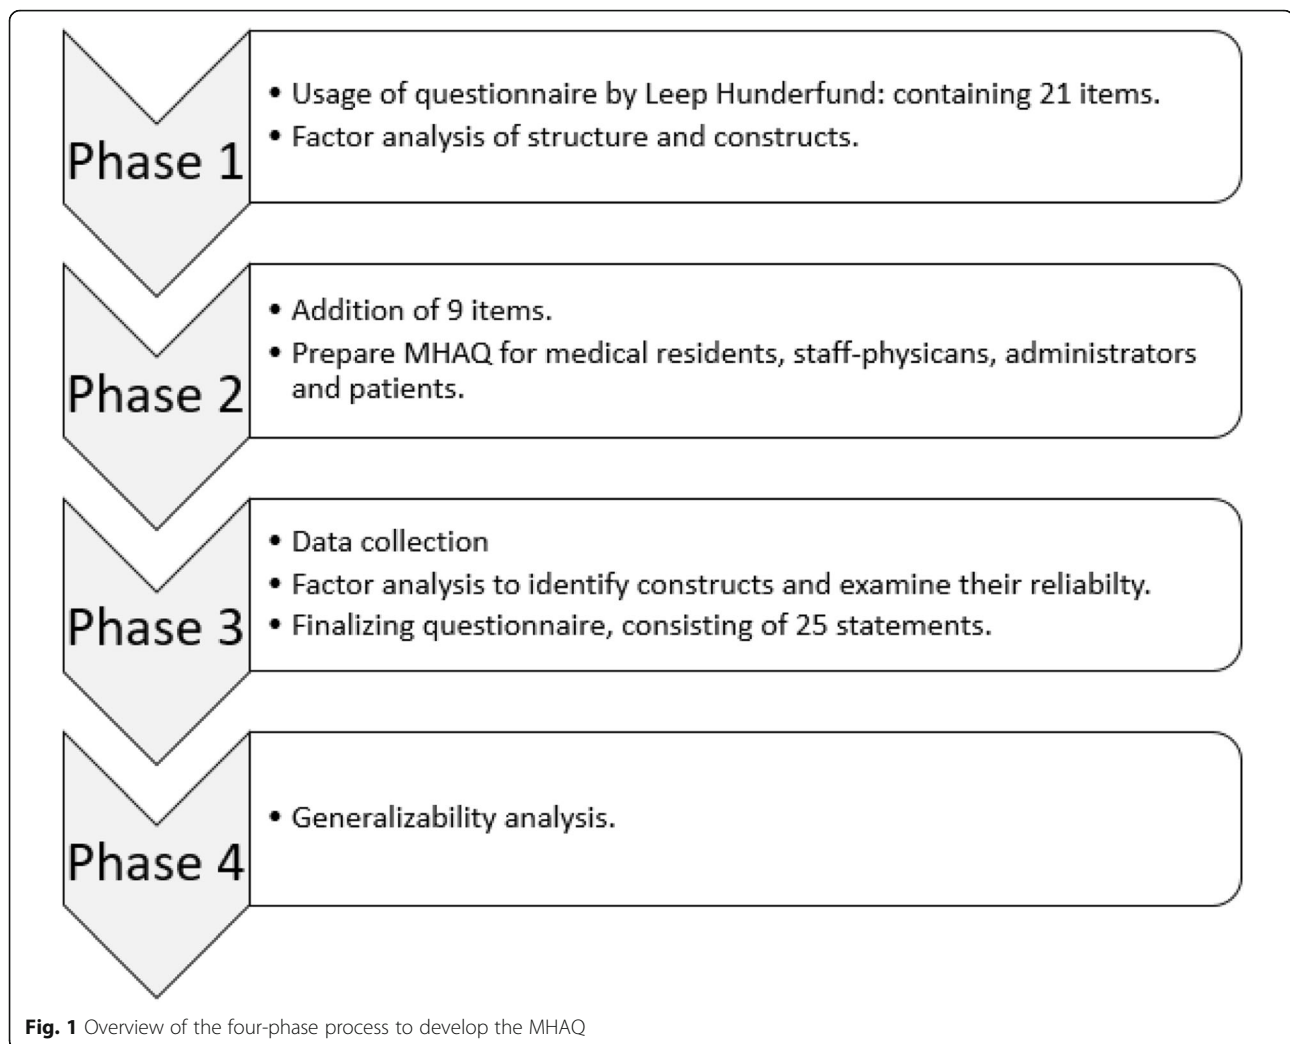 Phase 1
• Usage of questionnaire by Leep Hunderfund: containing 21 items.
• Factor analysis of structure and constructs.
Phase 2
• Addition of 9 items.
• Prepare MHAQ for medical residents, staff-physicans, administrators
and patients.
Phase 3
• Data collection
• Factor analysis to identify constructs and examine their reliabilty.
• Finalizing questionnaire, consisting of 25 statements.
Phase 4
• Generalizability analysis.
Fig. 1 Overview of the four-phase process to develop the MHAQ